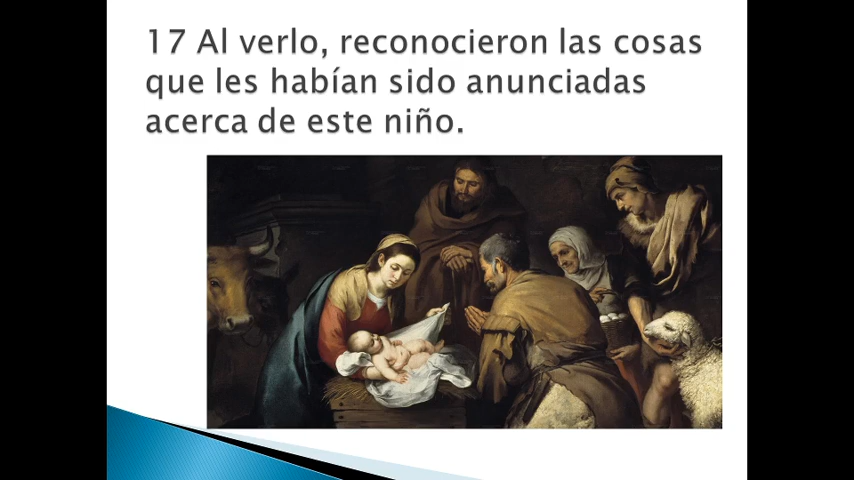 17 Al verlo, reconocieron las cosas
que les habían sido anunciadas
acerca de este niño.